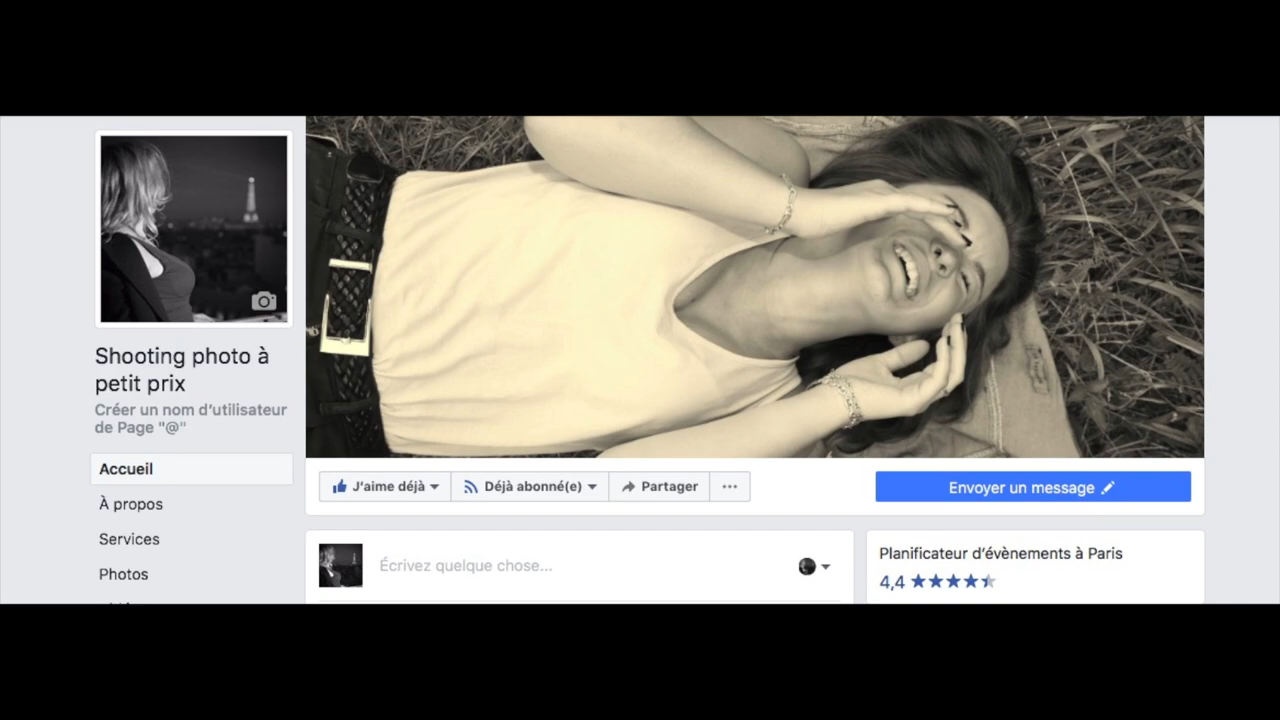 Shooting photo à
petit prix
Créer un nom d'utilisateur
de Page "@"
Accueil
À propos
Services
Photos
J'aime déjà
Déjà abonné(e)
Partager
Envoyer un message
Écrivez quelque chose...
Planificateur d'évènements à Paris
4,4